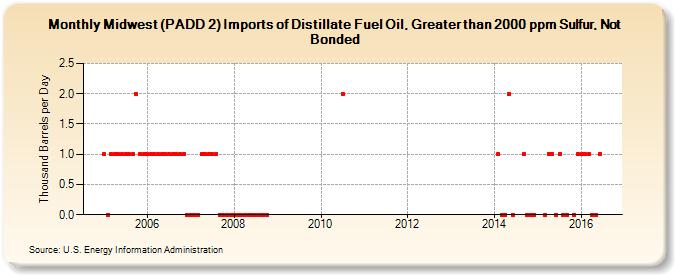 Monthly Midwest (PADD 2) Imports of Distillate Fuel Oil, Greater than 2000 ppm Sulfur, Not
Bonded
Thousand Barrels per Day
2.5
2.0
1.5
1.0
0.5
0.0
2006 2008 2010 2012 2014 2016
Source: U.S. Energy Information Administration